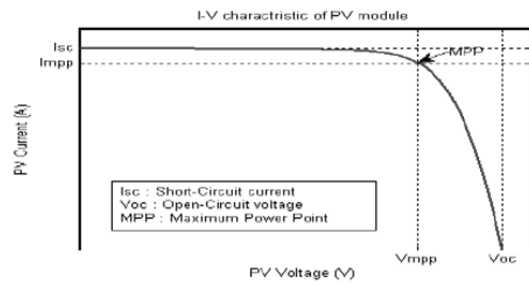 I-V charactristic of PV module
Isc
Impp
MPP
PV Current (A)
Isc : Short-Circuit current
Voc : Open-Circuit voltage
MPP : Maximum Power Point
Vmpp
Voc
PV Voltage (V)